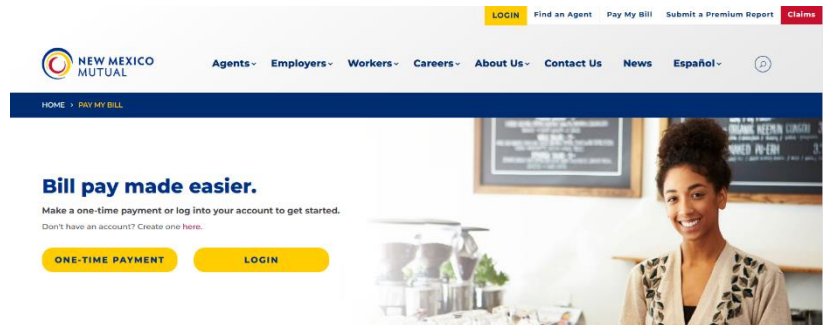 LOGIN Find an Agent Pay My Bill Submit a Premium Report Claims
NEW MEXICO
MUTUAL
Agents Employers Workers Careers About Us Contact Us News Español
HOME > PAY MY BILL
Bill pay made easier.
Make a one-time payment or log into your account to get started.
Don't have an account? Create one here.
ONE-TIME PAYMENT LOGIN